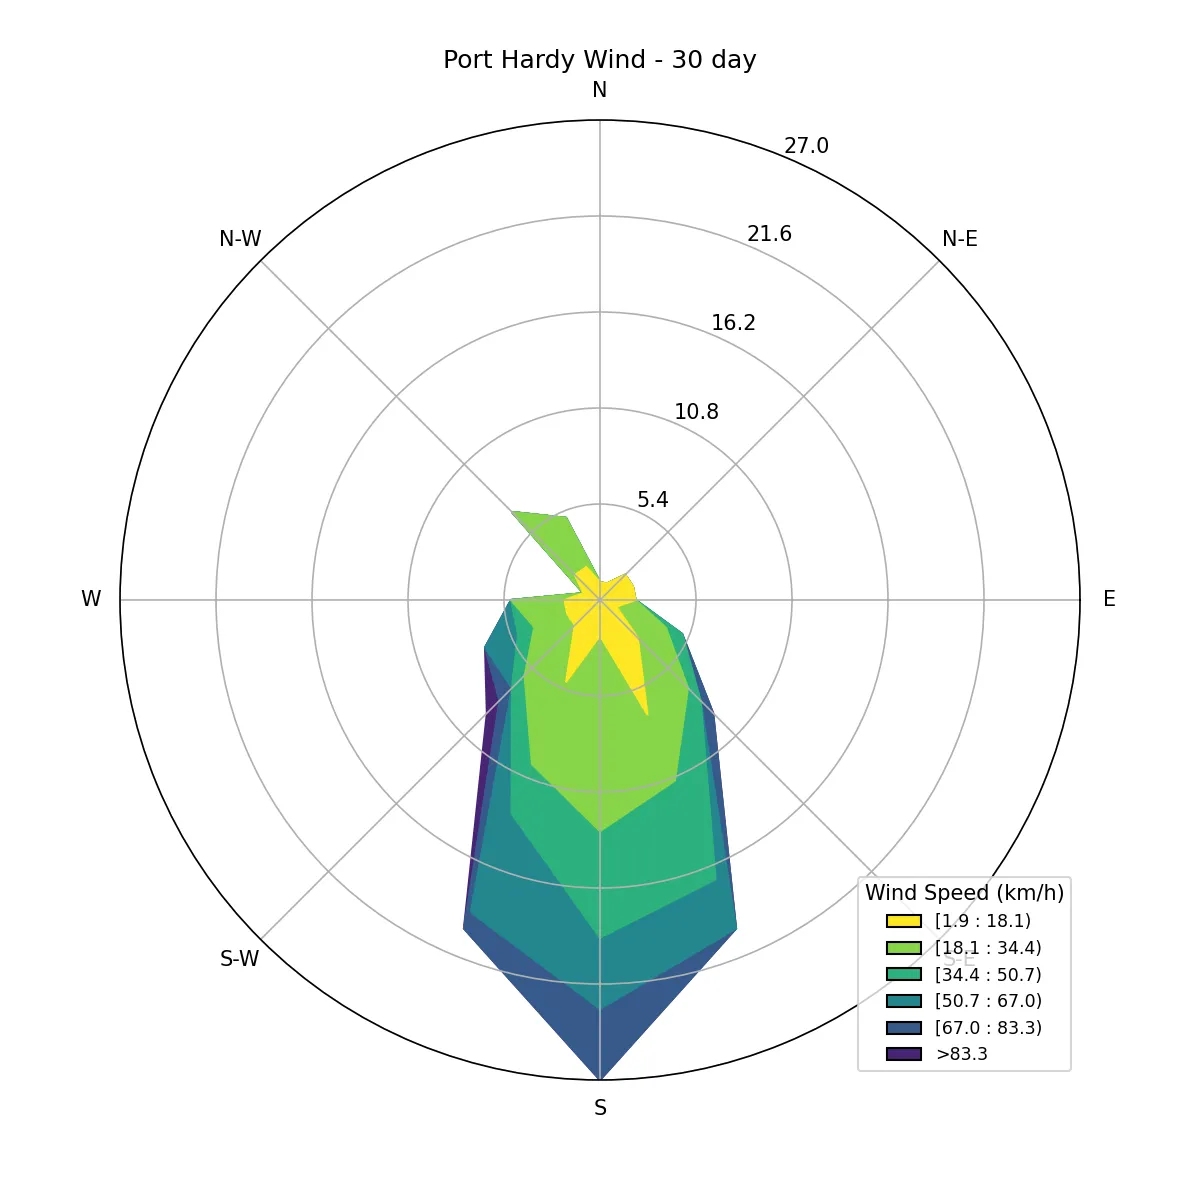 Port Hardy Wind - 30 day
N
27.0
N-W
N-E
21.6
16.2
10.8
5.4
W
E
S-W
S-E
S
Wind Speed (km/h)
[1.9 : 18.1)
[18.1 : 34.4)
[34.4 : 50.7)
[50.7 : 67.0)
[67.0 : 83.3)
>83.3